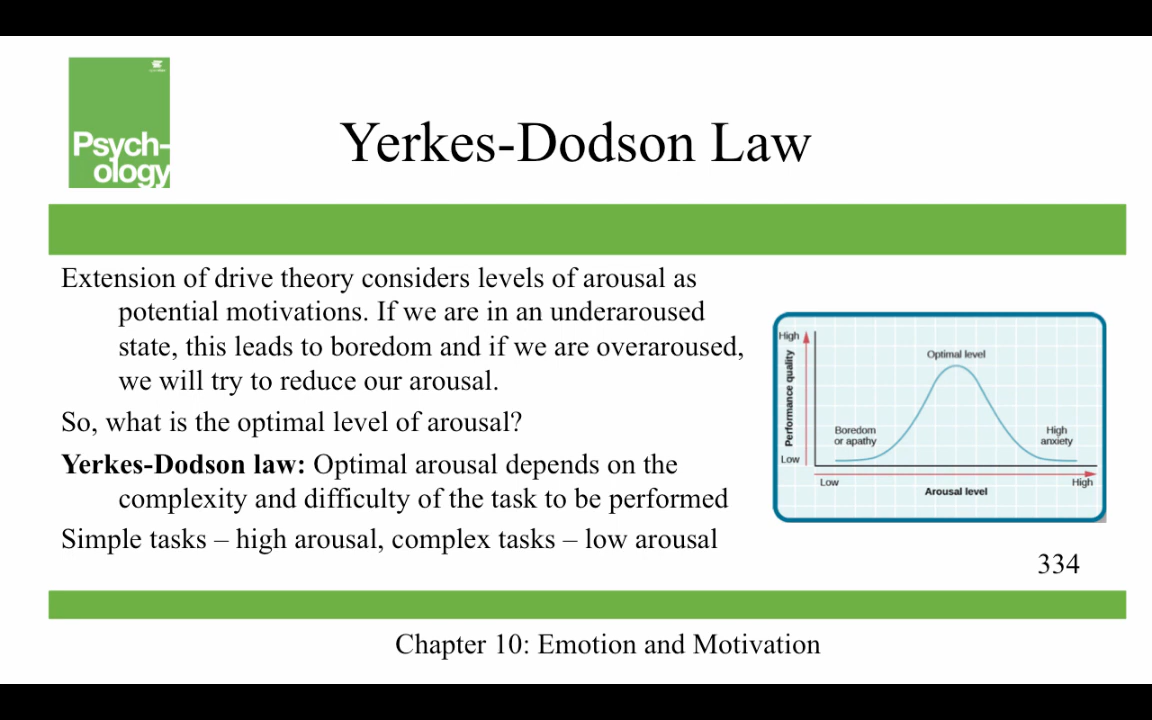 Psych-
ology
Yerkes-Dodson Law
Extension of drive theory considers levels of arousal as
potential motivations. If we are in an underaroused
state, this leads to boredom and if we are overaroused,
we will try to reduce our arousal.
So, what is the optimal level of arousal?
Yerkes-Dodson law: Optimal arousal depends on the
complexity and difficulty of the task to be performed
Simple tasks – high arousal, complex tasks – low arousal
High
Performance quality
Low
Optimal level
Boredom
or apathy
High
anxiety
Low
Arousal level
High
334
Chapter 10: Emotion and Motivation